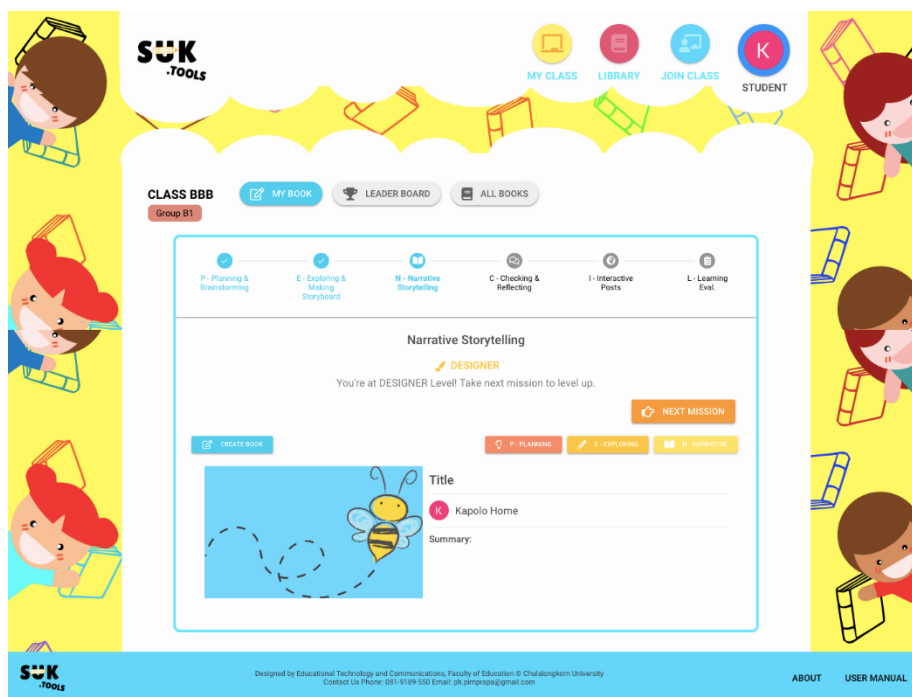 SUK
.TOOLS
K
MY CLASS
LIBRARY
JOIN CLASS
STUDENT
CLASS BBB
MY BOOK
LEADER BOARD
ALL BOOKS
Group B1
P - Planning &
Brainstorming
E - Exploring &
Making
Storyboard
N - Narrative
Storytelling
C - Checking &
Reflecting
I - Interactive
Posts
L - Learning
Eval.
Narrative Storytelling
DESIGNER
You're at DESIGNER Level! Take next mission to level up.
NEXT MISSION
CREATE BOOK
P - PLANNING
E - EXPLORING
N - NARRATIVE
Title
K
Kapolo Home
Summary:
SUK
.TOOLS
Designed by Educational Technology and Communications, Faculty of Education © Chulalongkorn University
Contact Us Phone: 081-9189-550 Email: ph.pimprapa@gmail.com
ABOUT
USER MANUAL